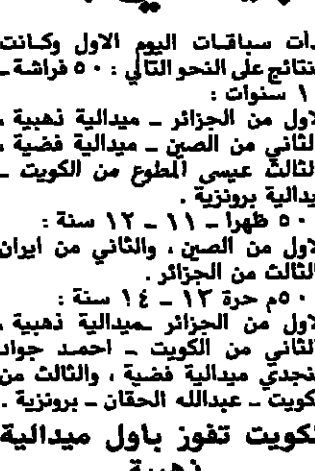 دأت سباقات اليوم الاول وكانت
نتائج على النحو التالي : ٥٠ فراشة ـ
١ سنوات :
لاول من الجزائر ـ ميدالية ذهبية ،
الثاني من الصين ـ ميدالية فضية ،
الثالث عيسى المطوع من الكويت ـ
يدالية برونزية .
٥٠ ظهرا ـ ١١ ـ ١٢ سنة :
لاول من الصين ، والثاني من ايران
الثالث من الجزائر .
٥٠م حرة ١٣ ـ ١٤ سنة :
لاول من الجزائر ـميدالية ذهبية ،
الثاني من الكويت ـ احمد جواد
نجدي ميدالية فضية ، والثالث من
كويت ـ عبدالله الحقان ـ برونزية .
كويت تفوز باول ميدالية
ذهبية